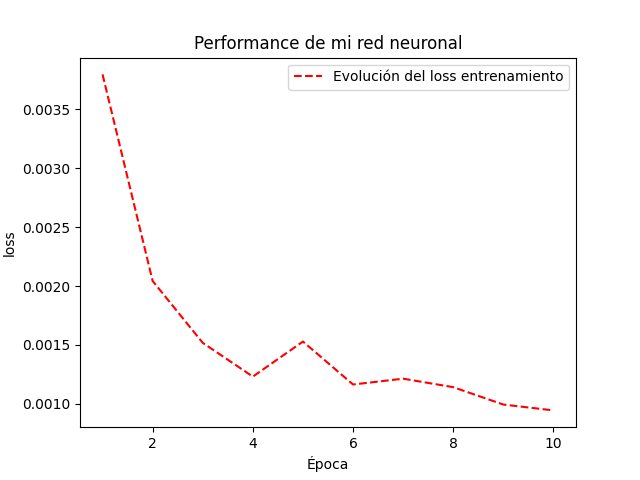 Performance de mi red neuronal
Evolución del loss entrenamiento
0.0035
0.0030
0.0025
0.0020
0.0015
0.0010
loss
2 4 6 8 10
Época